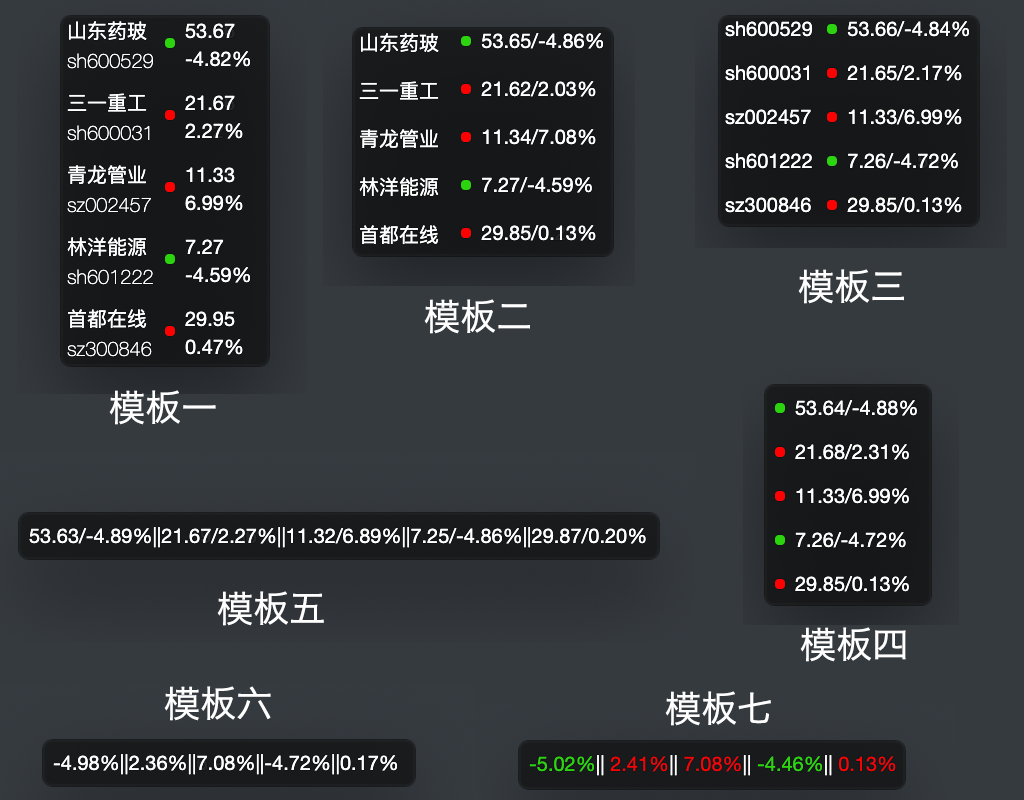 山东药玻 53.67
sh600529 -4.82%
三一重工 21.67
sh600031 2.27%
青龙管业 11.33
sz002457 6.99%
林洋能源 7.27
sh601222 -4.59%
首都在线 29.95
sz300846 0.47%
模板一
山东药玻 53.65/-4.86%
三一重工 21.62/2.03%
青龙管业 11.34/7.08%
林洋能源 7.27/-4.59%
首都在线 29.85/0.13%
模板二
sh600529 53.66/-4.84%
sh600031 21.65/2.17%
sz002457 11.33/6.99%
sh601222 7.26/-4.72%
sz300846 29.85/0.13%
模板三
53.64/-4.88%
21.68/2.31%
11.33/6.99%
7.26/-4.72%
29.85/0.13%
模板四
53.63/-4.89%||21.67/2.27%||11.32/6.89%||7.25/-4.86%||29.87/0.20%
模板五
模板六
-4.98%||2.36%||7.08%||-4.72%||0.17%
模板七
-5.02%|| 2.41%|| 7.08%|| -4.46%|| 0.13%